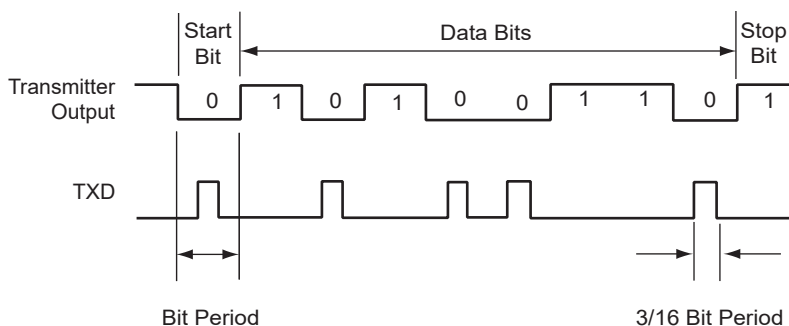 Start
Bit
Data Bits
Stop
Bit
Transmitter
Output
0 1 0 1 0 0 1 1 0 1
TXD
Bit Period
3/16 Bit Period